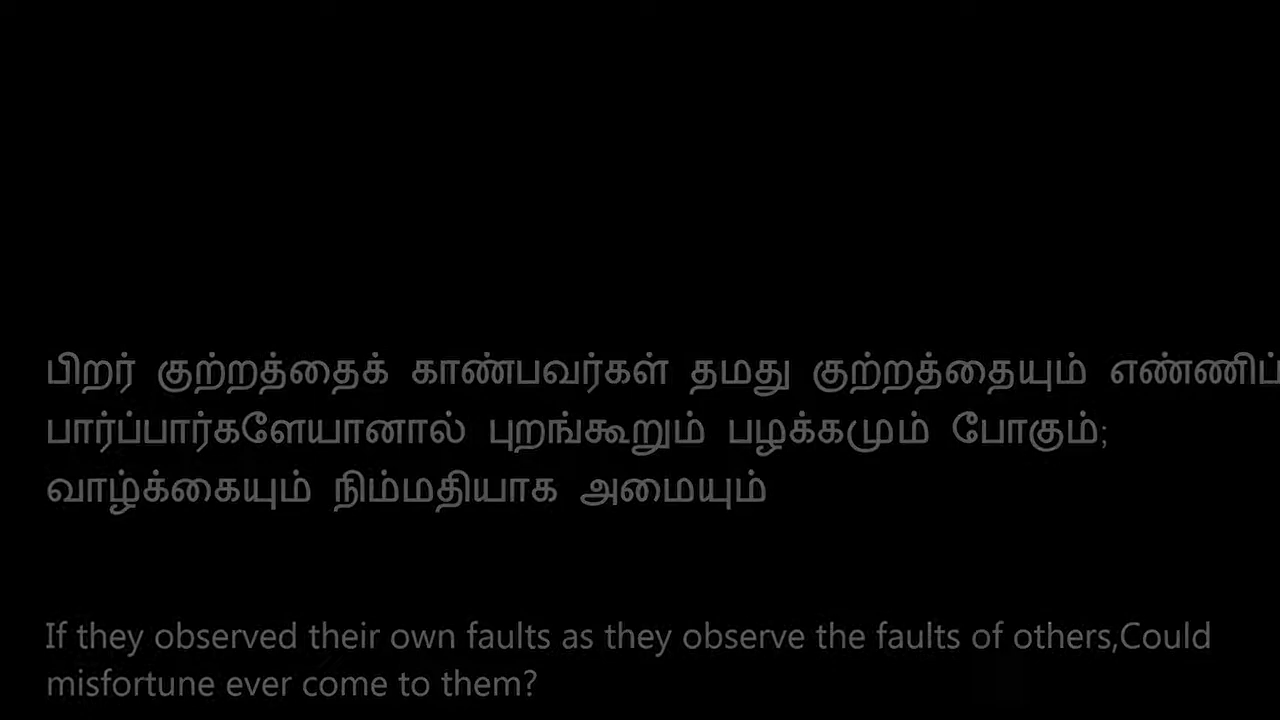 பிறர் குற்றத்தைக் காண்பவர்கள் தமது குற்றத்தையும் எண்ணிப்
பார்ப்பார்களேயானால் புறங்கூறும் பழக்கமும் போகும்;
வாழ்க்கையும் நிம்மதியாக அமையும்
If they observed their own faults as they observe the faults of others,Could
misfortune ever come to them?